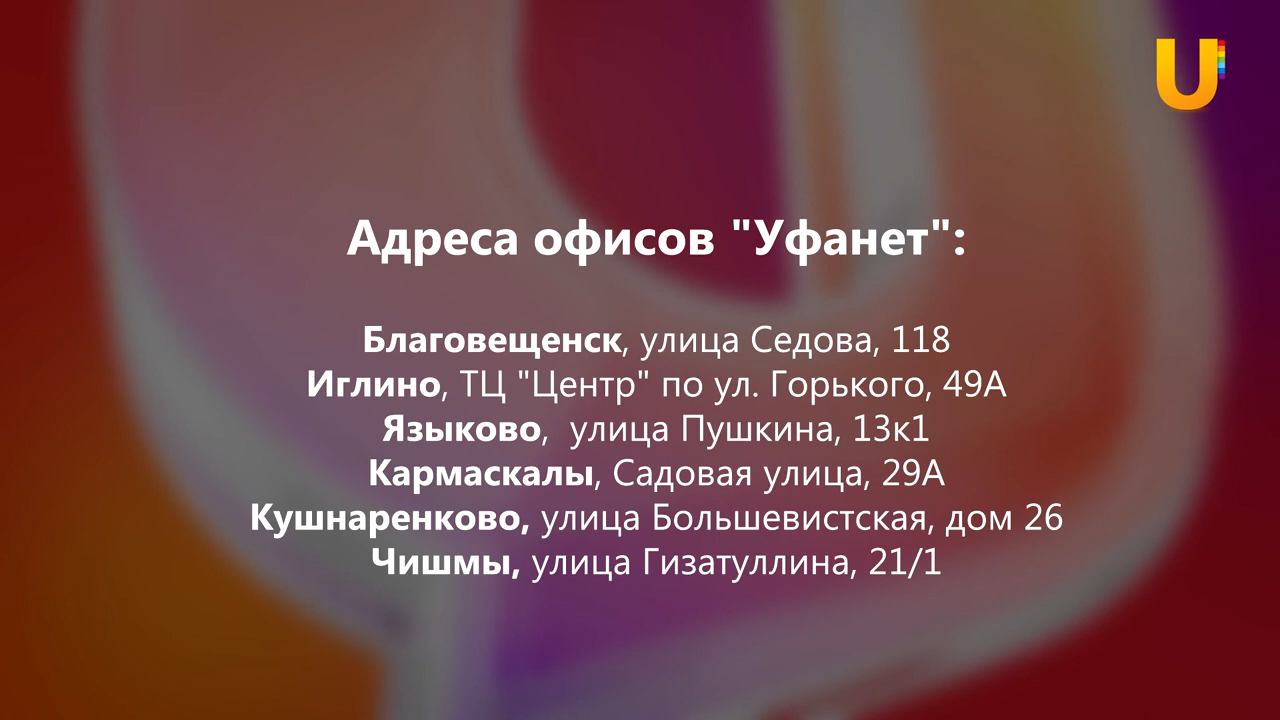 U
Адреса офисов "Уфанет":
Благовещенск, улица Седова, 118
Иглино, ТЦ "Центр" по ул. Горького, 49А
Языково,  улица Пушкина, 13к1
Кармаскалы, Садовая улица, 29А
Кушнаренково, улица Большевистская, дом 26
Чишмы, улица Гизатуллина, 21/1